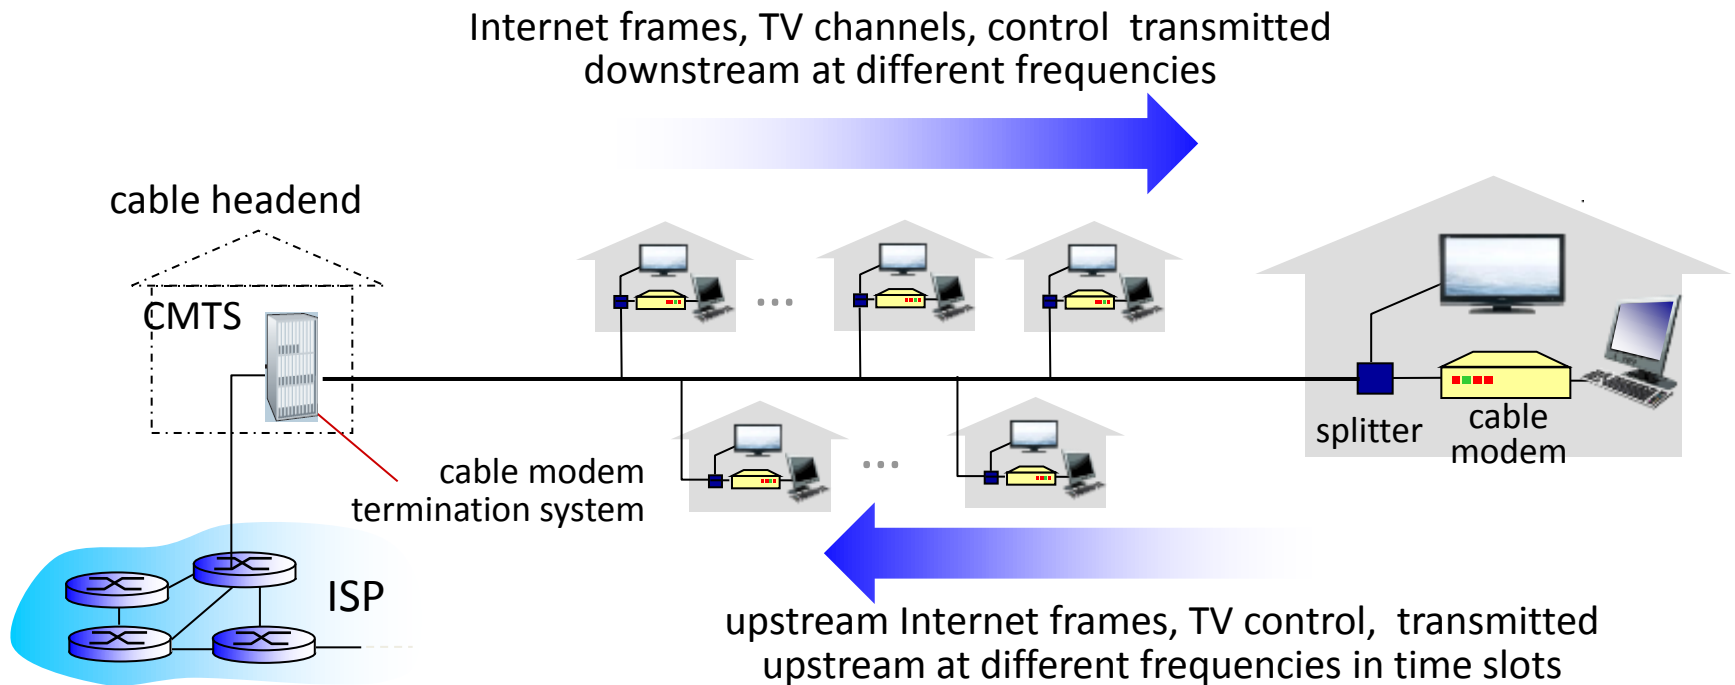 Internet frames, TV channels, control  transmitted
downstream at different frequencies
cable headend
CMTS
splitter
cable
modem
cable modem
termination system
ISP
upstream Internet frames, TV control,  transmitted
upstream at different frequencies in time slots